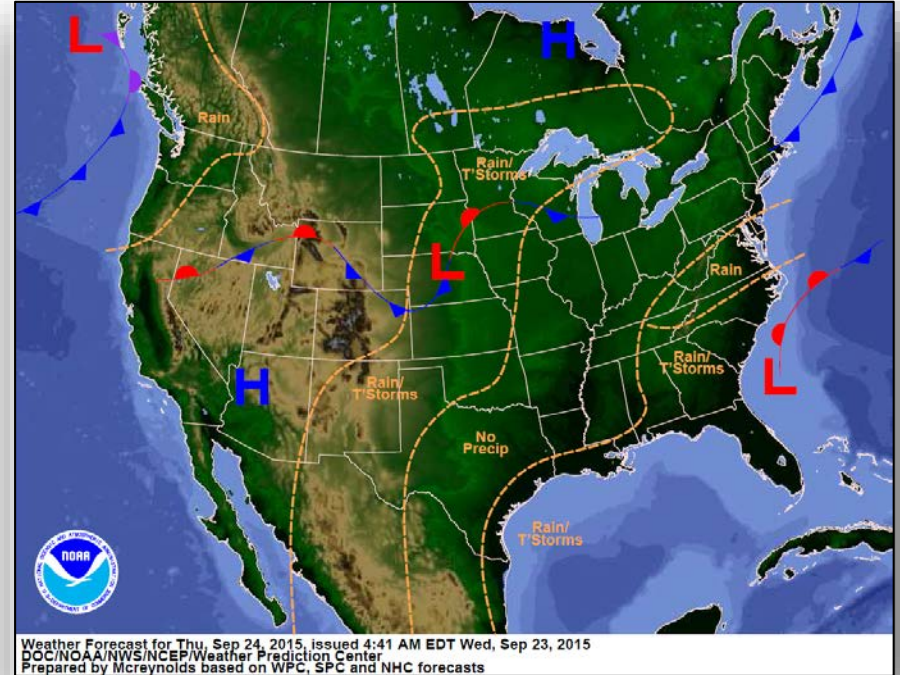 L
H
Rain
Rain/
T'Storms
L
Rain
H
Rain/
T'Storms
Rain/
T'Storms
L
No
Precip
Rain/
T'Storms
NOAA
Weather Forecast for Thu, Sep 24, 2015, issued 4:41 AM EDT Wed, Sep 23, 2015
DOC/NOAA/NWS/NCEP/Weather Prediction Center
Prepared by Mcreynolds based on WPC, SPC and NHC forecasts